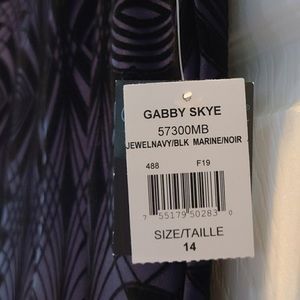 GABBY SKYE
57300MB
JEWELNAVY/BLK MARINE/NOIR
488 F19
7 55179 50283 0
SIZE/TAILLE
14